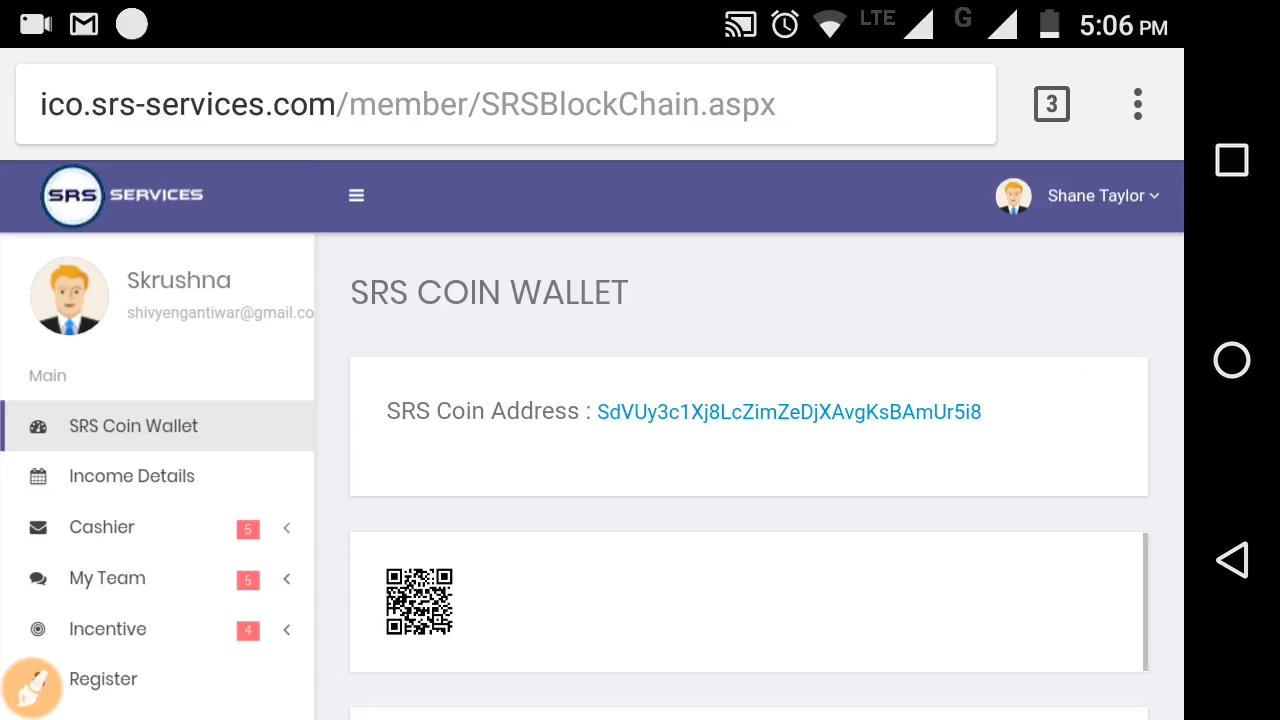 LTE G 5:06 PM
ico.srs-services.com/member/SRSBlockChain.aspx
3
SRS SERVICES
Shane Taylor
Skrushna
shivyengantiwar@gmail.co
Main
SRS Coin Wallet
Income Details
Cashier 5
My Team 5
Incentive 4
Register
SRS COIN WALLET
SRS Coin Address : SdVUy3c1Xj8LcZimZeDjXAvgKsBAmUr5i8